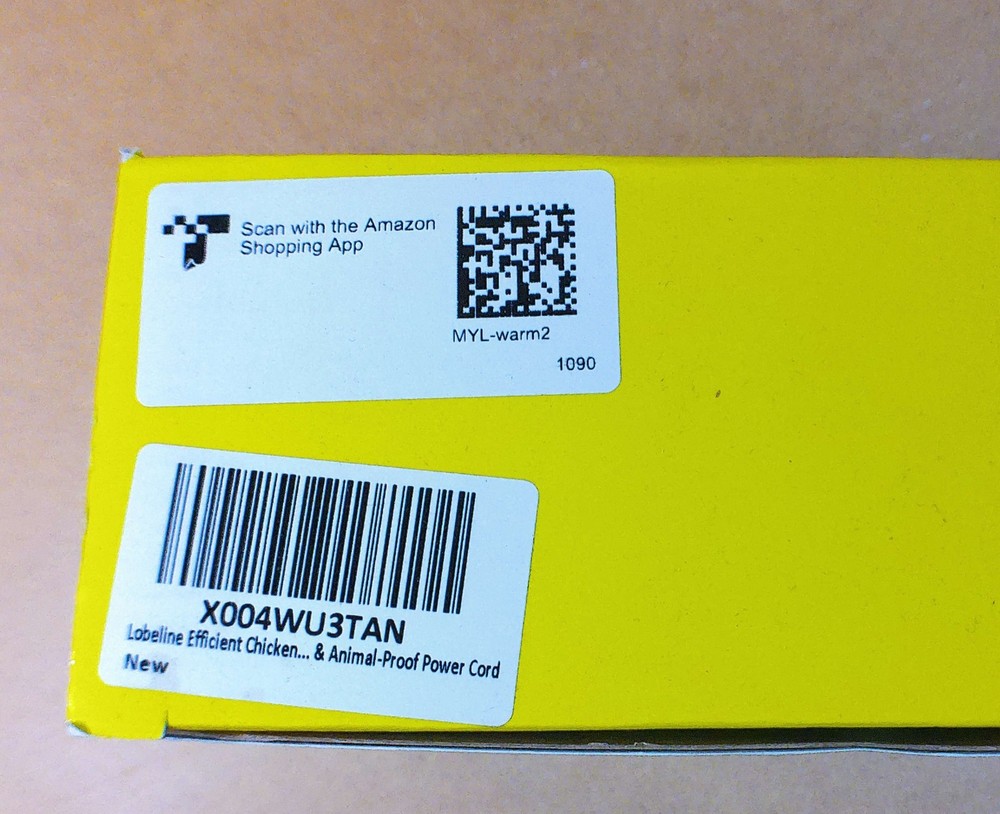 Scan with the Amazon
Shopping App
MYL-warm2
1090
X004WU3TAN
Lobeline Efficient Chicken... & Animal-Proof Power Cord
New